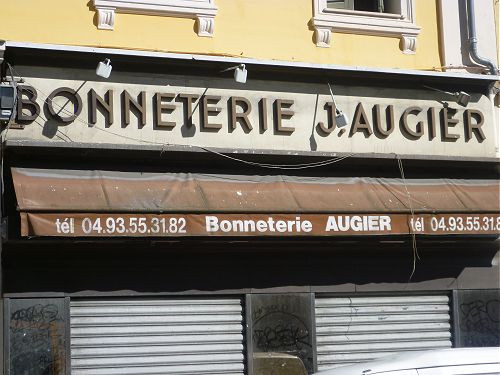 BONNETERIE J.AUGIER
tél 04.93.55.31.82 Bonneterie AUGIER tél 04.93.55.31.8